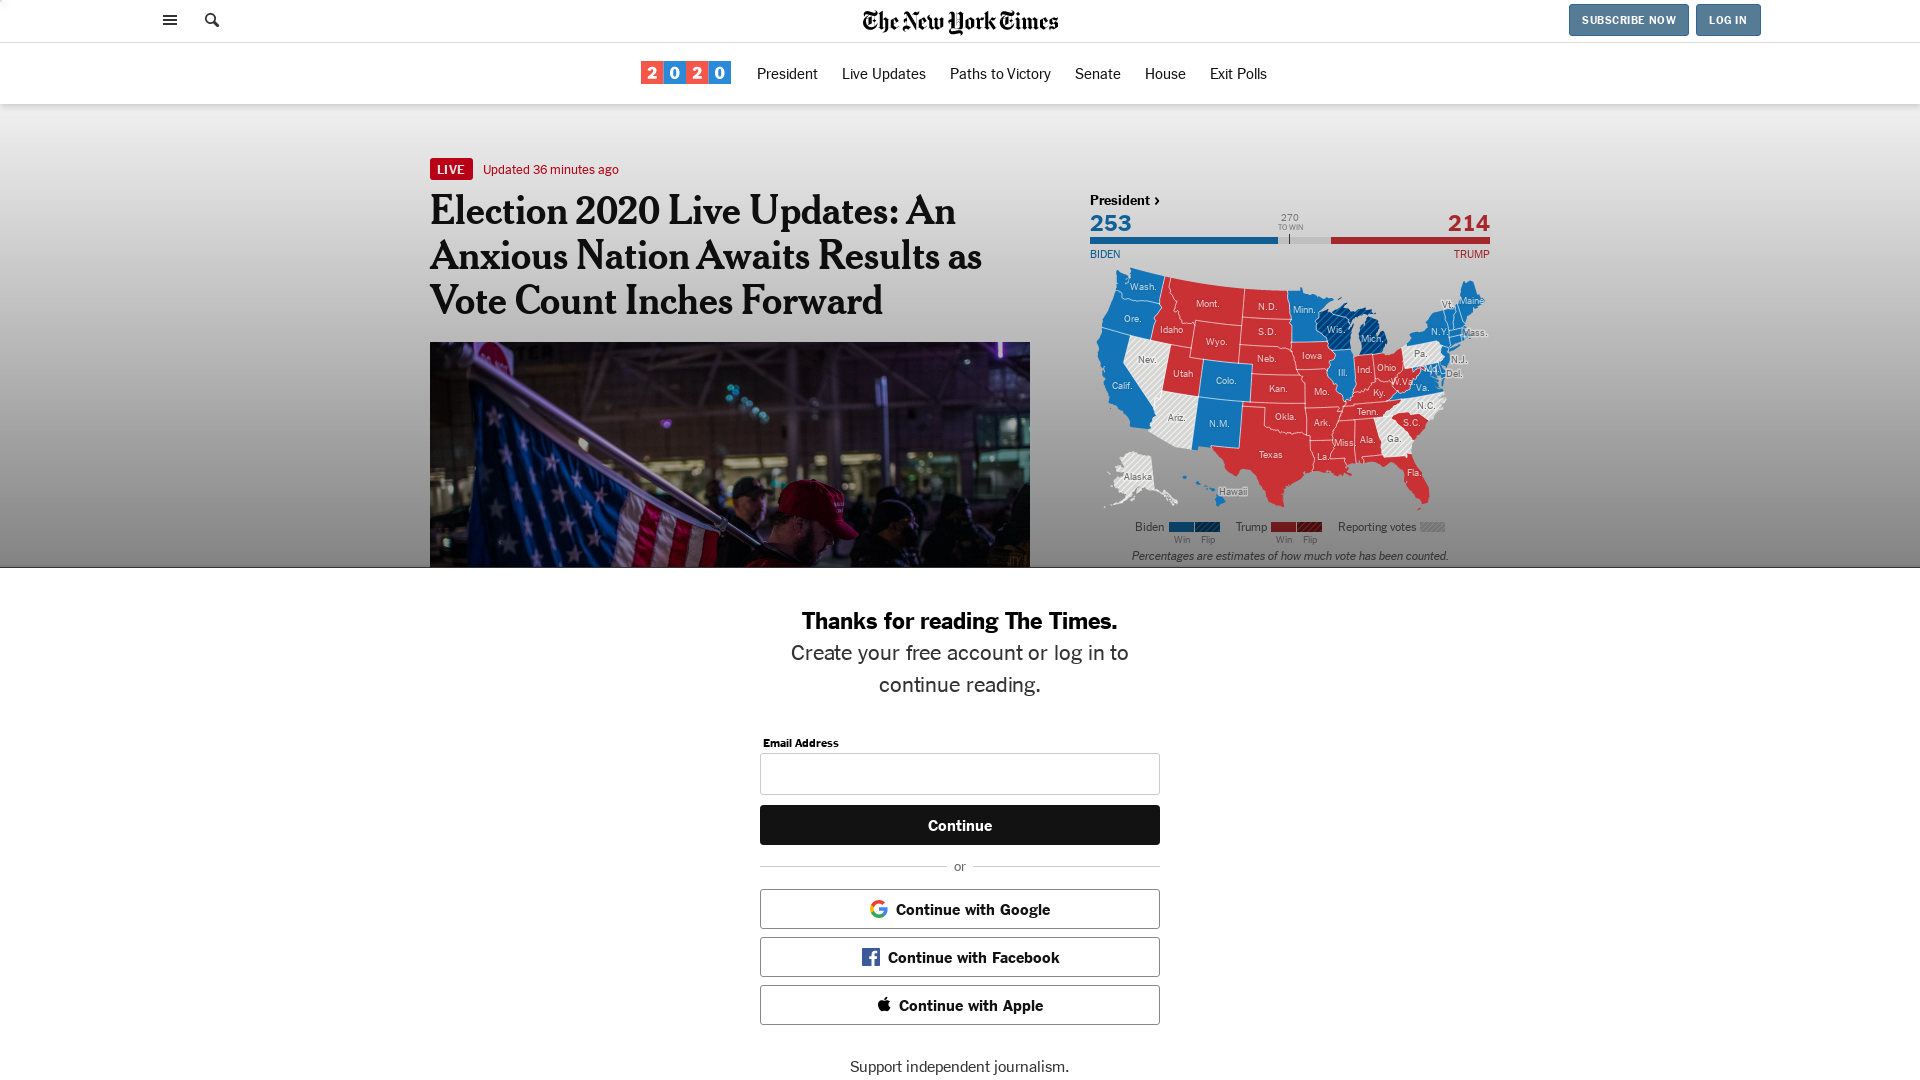 The New York Times
SUBSCRIBE NOW
LOG IN
2020
President
Live Updates
Paths to Victory
Senate
House
Exit Polls
LIVE
Updated 36 minutes ago
Election 2020 Live Updates: An
Anxious Nation Awaits Results as
Vote Count Inches Forward
President ›
253
270
TO WIN
214
BIDEN
TRUMP
Wash.
Mont.
N.D.
Minn.
Vt.
Maine
Ore.
Idaho
S.D.
Wis.
Mich.
N.Y.
Mass.
Wyo.
Nev.
Neb.
Iowa
Pa.
N.J.
Utah
Colo.
Ill.
Ind.
Ohio
Md.
Del.
Calif.
Kan.
Mo.
W.Va.
Va.
Ky.
Ariz.
N.M.
Okla.
Ark.
Tenn.
N.C.
S.C.
Texas
La.
Miss.
Ala.
Ga.
Fla.
Alaska
Hawaii
Biden
Win
Flip
Trump
Win
Flip
Reporting votes
Percentages are estimates of how much vote has been counted.
Thanks for reading The Times.
Create your free account or log in to
continue reading.
Email Address
Continue
or
Continue with Google
Continue with Facebook
Continue with Apple
Support independent journalism.